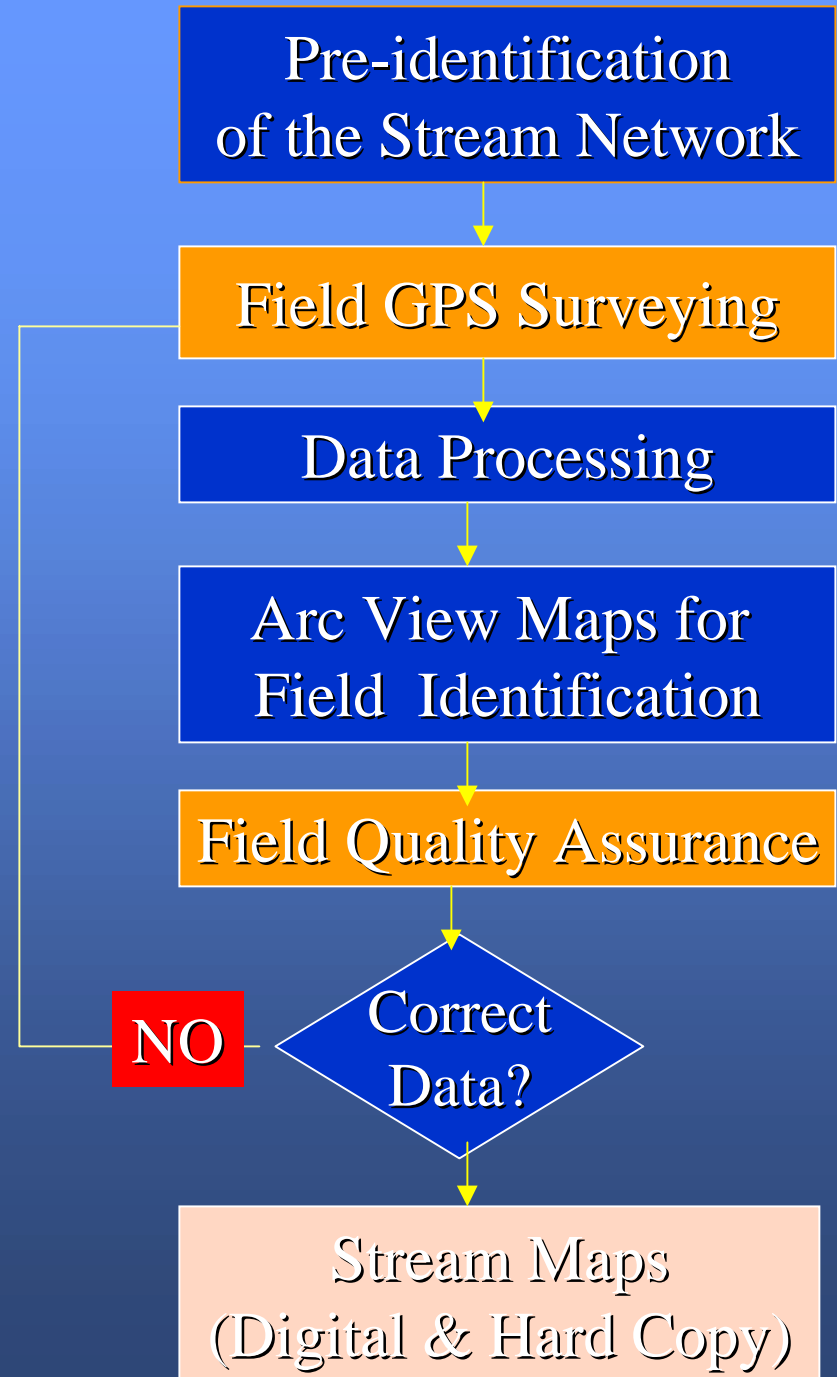 Pre-identification
of the Stream Network
Field GPS Surveying
Data Processing
Arc View Maps for
Field Identification
Field Quality Assurance
Correct
Data?
NO
Stream Maps
(Digital & Hard Copy)